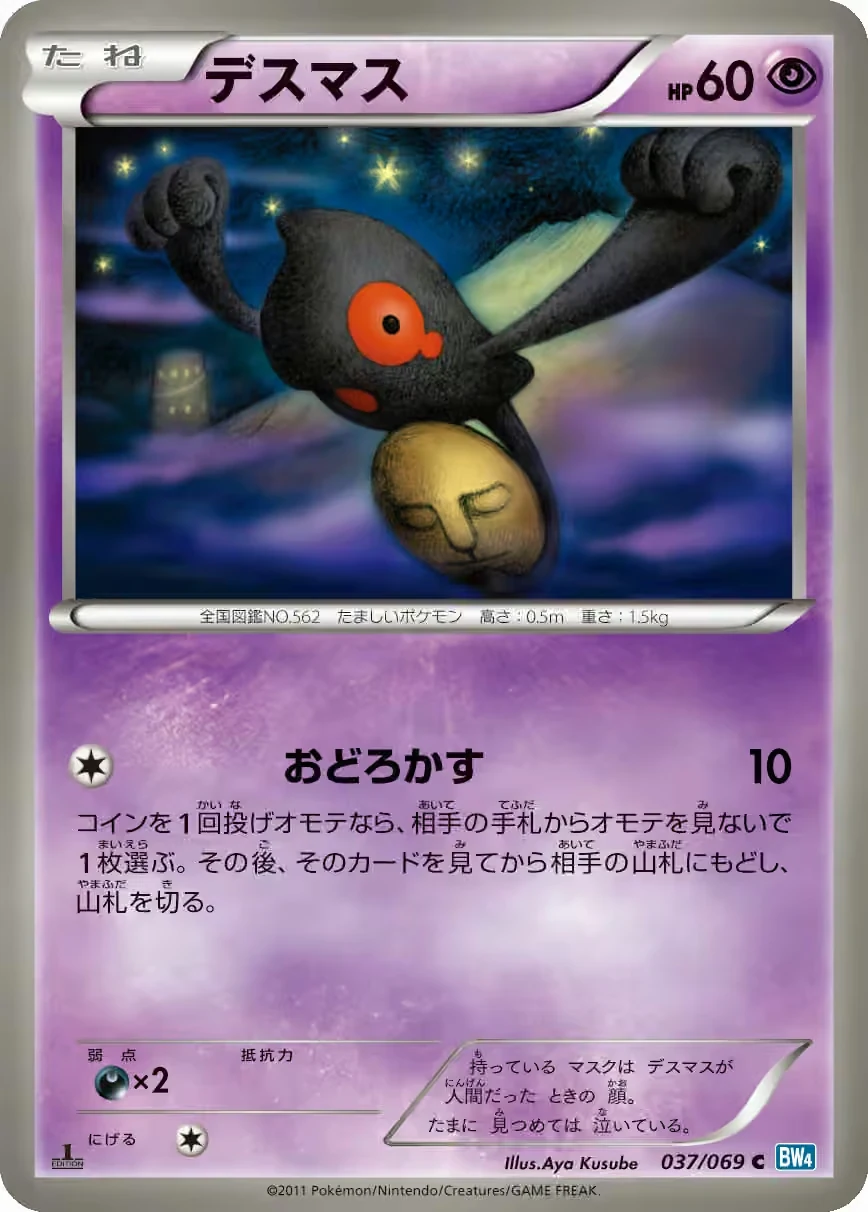 たね デスマス HP60
全国図鑑NO.562 たましいポケモン 高さ:0.5m 重さ:1.5kg
おどろかす 10
コインを1回投げオモテなら、相手の手札からオモテを見ないで
1枚選ぶ。その後、そのカードを見てから相手の山札にもどし、
山札を切る。
弱点 抵抗力
×2
にげる
持っている マスクは デスマスが
人間だった ときの 顔。
たまに 見つめては 泣いている。
1 EDITION
Illus.Aya Kusube 037/069 C BW4
©2011 Pokémon/Nintendo/Creatures/GAME FREAK.